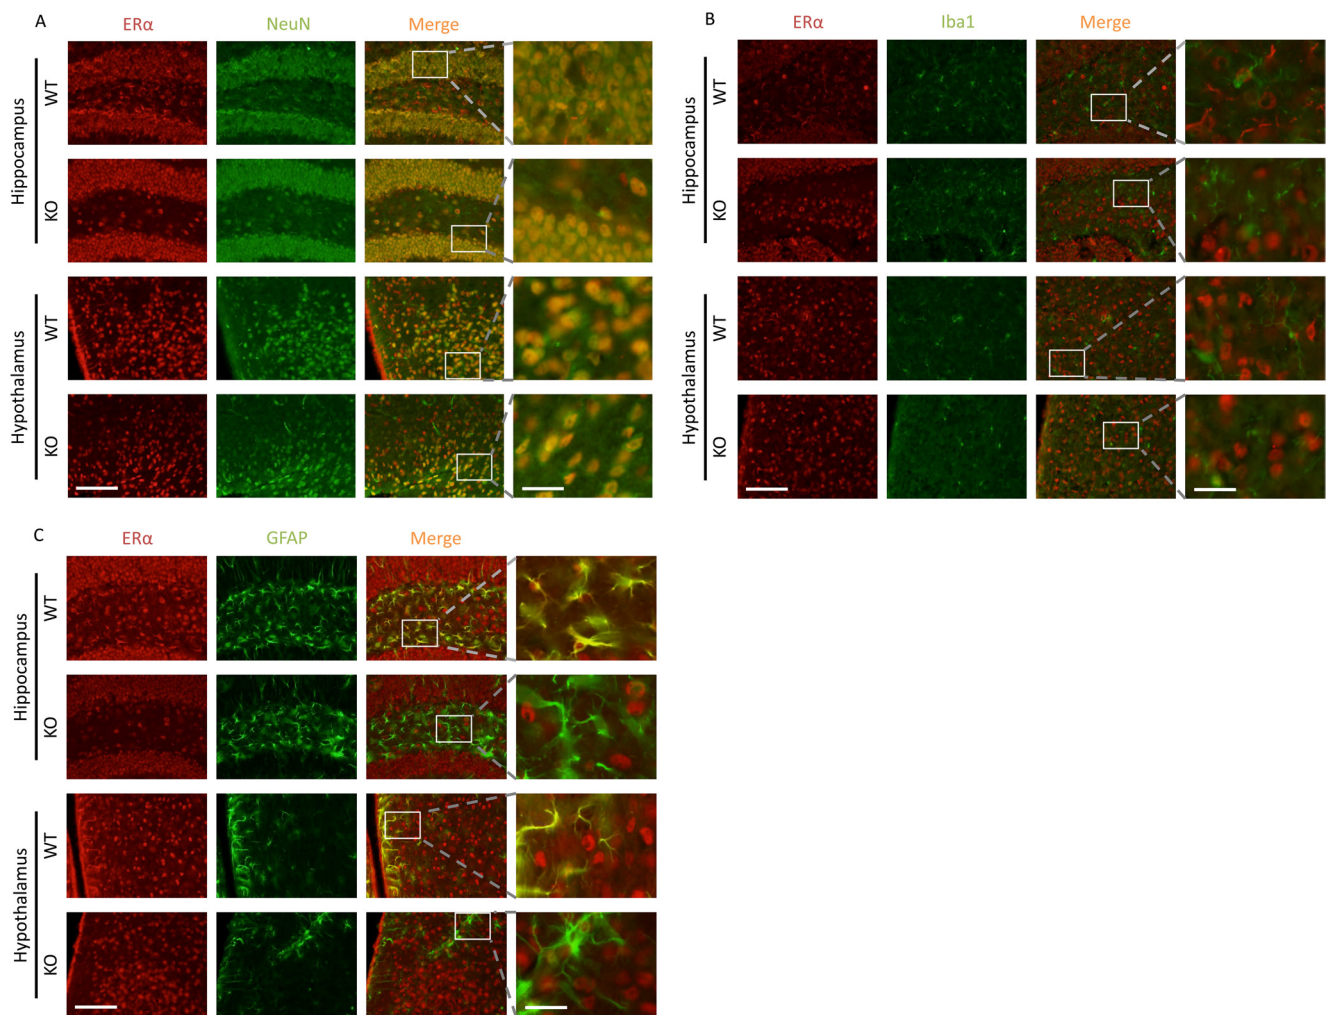 A
ERα NeuN Merge
Hippocampus
WT
KO
Hypothalamus
WT
KO
B
ERα Iba1 Merge
Hippocampus
WT
KO
Hypothalamus
WT
KO
C
ERα GFAP Merge
Hippocampus
WT
KO
Hypothalamus
WT
KO